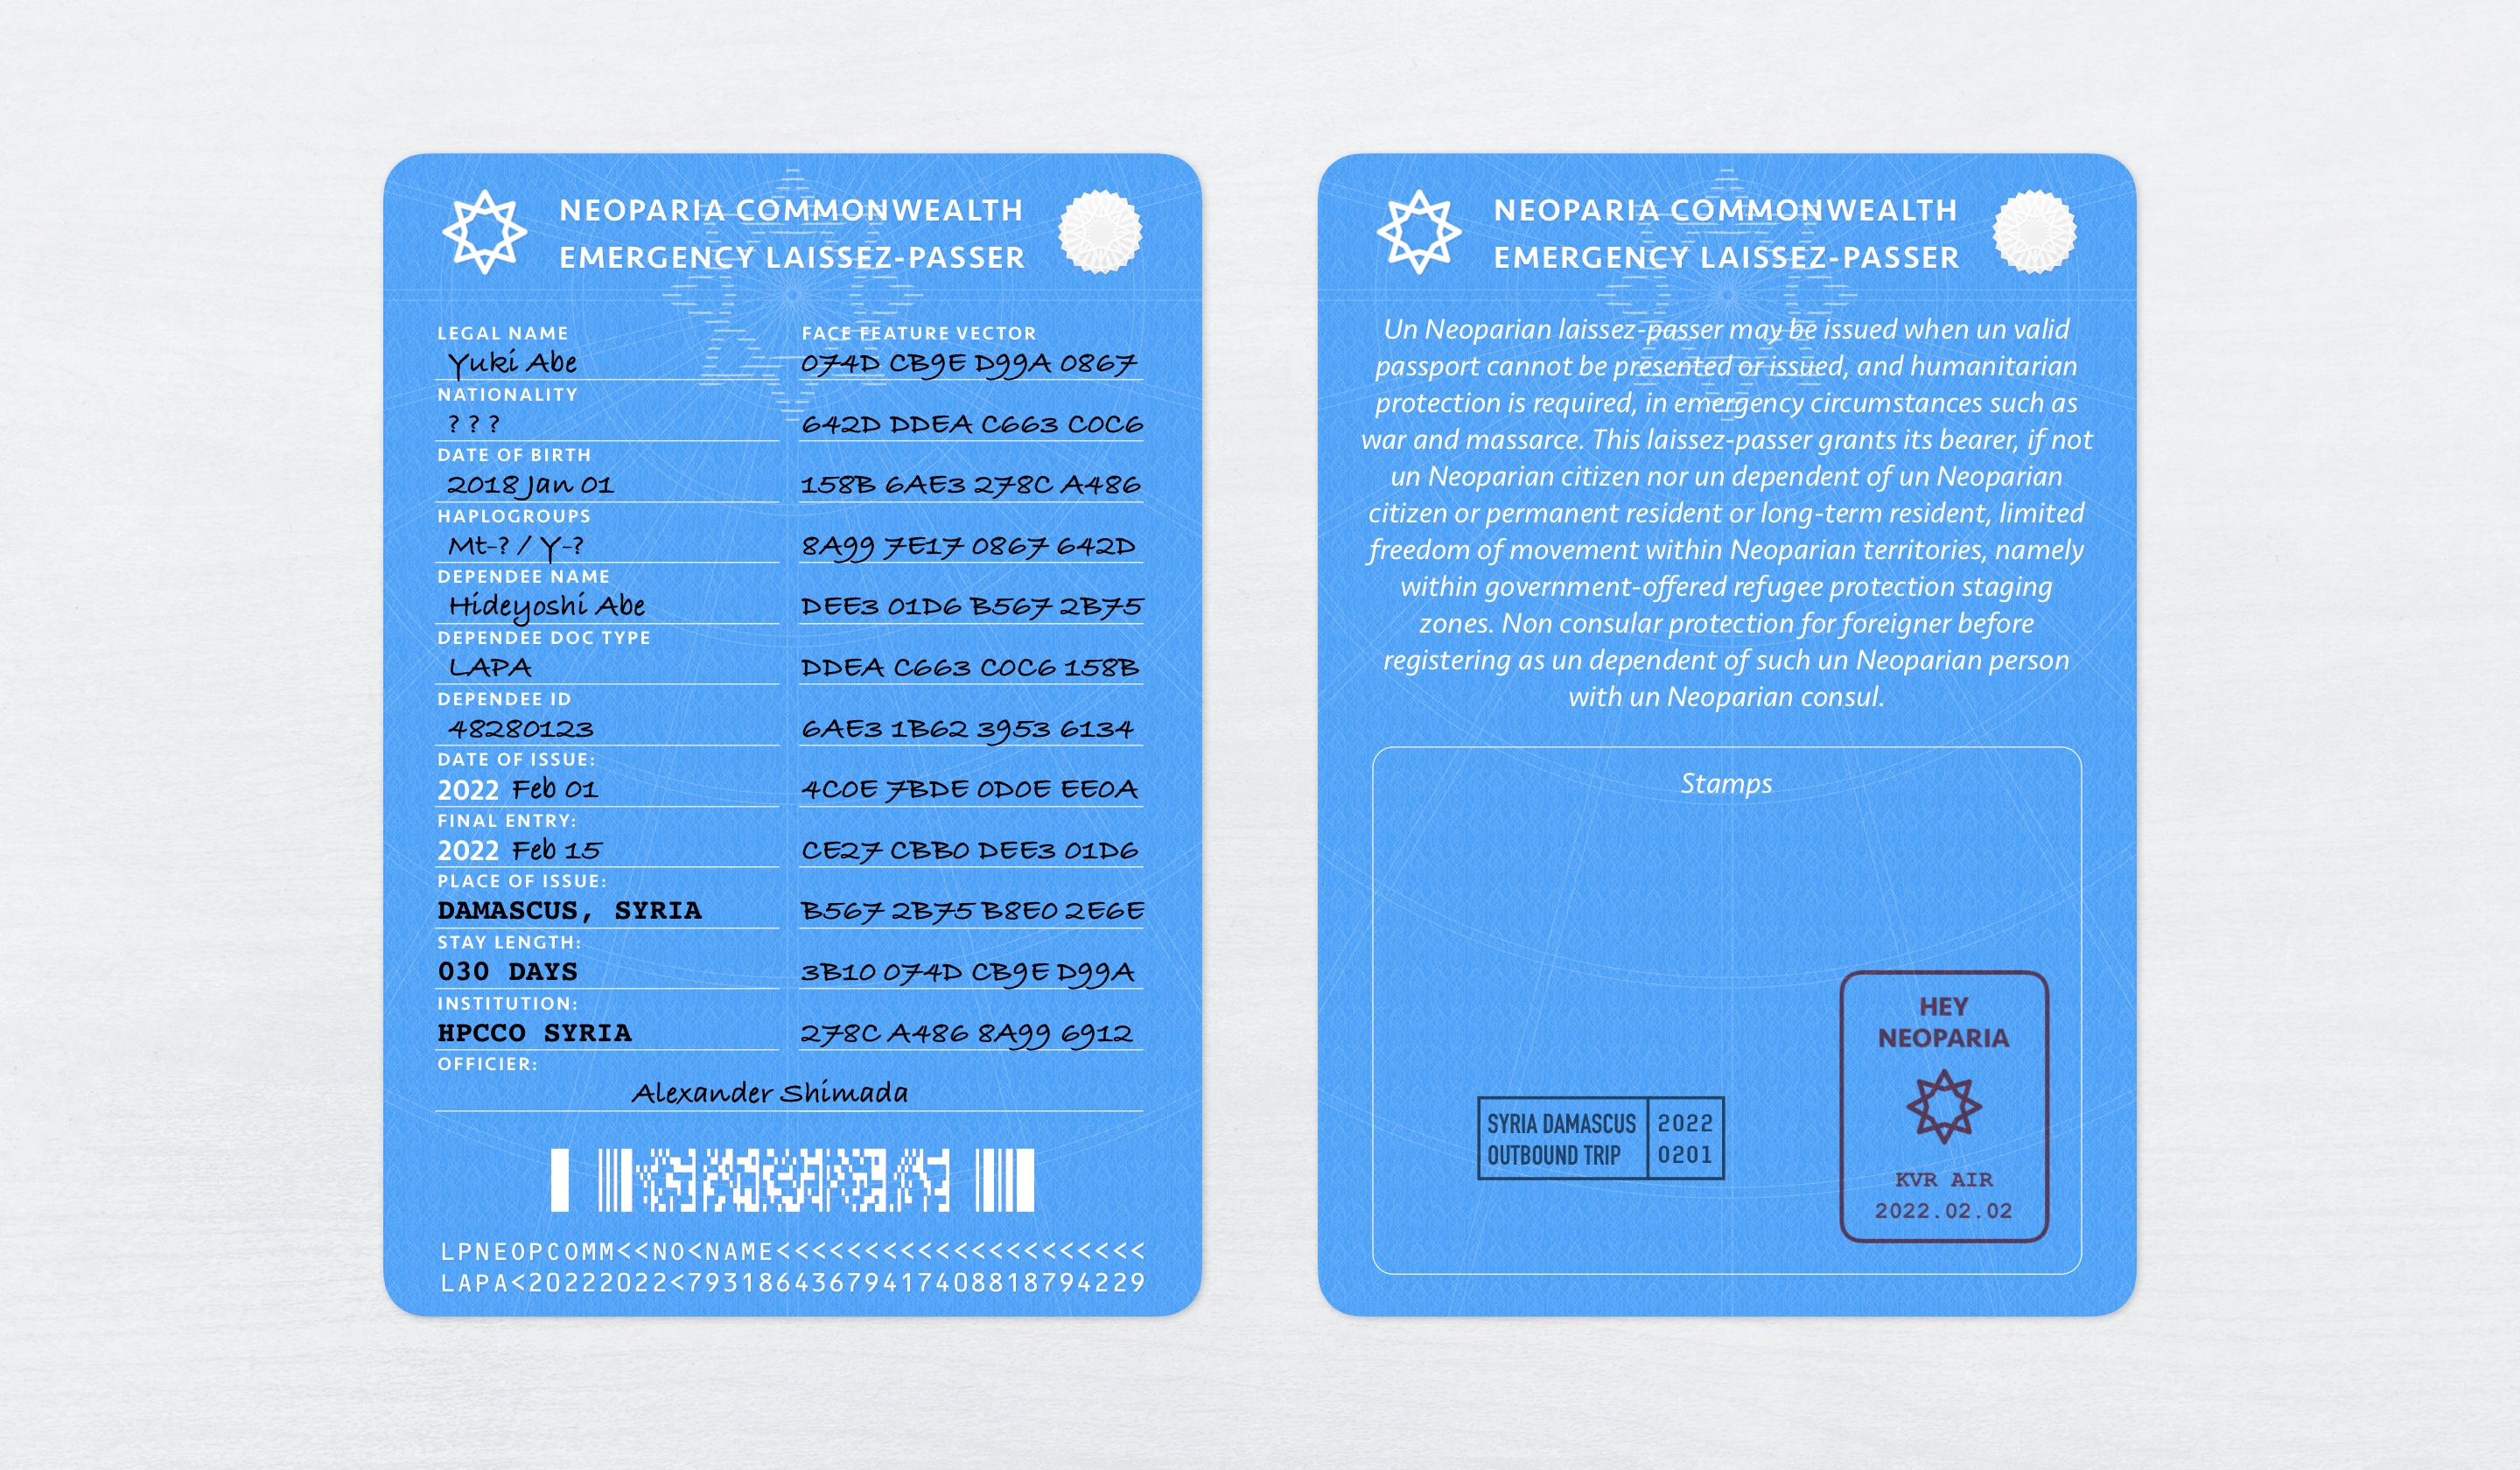 NEOPARIA COMMONWEALTH
EMERGENCY LAISSEZ-PASSER
LEGAL NAME
Yuki Abe
NATIONALITY
? ? ?
DATE OF BIRTH
2018 Jan 01
HAPLOGROUPS
Mt-? / Y-?
DEPENDEE NAME
Hideyoshi Abe
DEPENDEE DOC TYPE
LAPA
DEPENDEE ID
48280123
DATE OF ISSUE:
2022 Feb 01
FINAL ENTRY:
2022 Feb 15
PLACE OF ISSUE:
DAMASCUS, SYRIA
STAY LENGTH:
030 DAYS
INSTITUTION:
HPCCO SYRIA
FACE FEATURE VECTOR
074D CB9E D99A 0867
642D DDEA C663 C0C6
158B 6AE3 278C A486
8A99 7E17 0867 642D
DEE3 01D6 B567 2B75
DDEA C663 C0C6 158B
6AE3 1B62 3953 6134
4C0E 7BDE 0D0E EE0A
CE27 CBB0 DEE3 01D6
B567 2B75 B8E0 2E6E
3B10 074D CB9E D99A
278C A486 8A99 6912
OFFICIER:
Alexander Shimada
LPNEOPCOMM<<NO<NAME<<<<<<<<<<<<<<<<<<<<<
LAPA<20222022<79318643679417408818794229
NEOPARIA COMMONWEALTH
EMERGENCY LAISSEZ-PASSER
Un Neoparian laissez-passer may be issued when un valid
passport cannot be presented or issued, and humanitarian
protection is required, in emergency circumstances such as
war and massarce. This laissez-passer grants its bearer, if not
un Neoparian citizen nor un dependent of un Neoparian
citizen or permanent resident or long-term resident, limited
freedom of movement within Neoparian territories, namely
within government-offered refugee protection staging
zones. Non consular protection for foreigner before
registering as un dependent of such un Neoparian person
with un Neoparian consul.
Stamps
SYRIA DAMASCUS
OUTBOUND TRIP
2022
0201
HEY
NEOPARIA
KVR AIR
2022.02.02